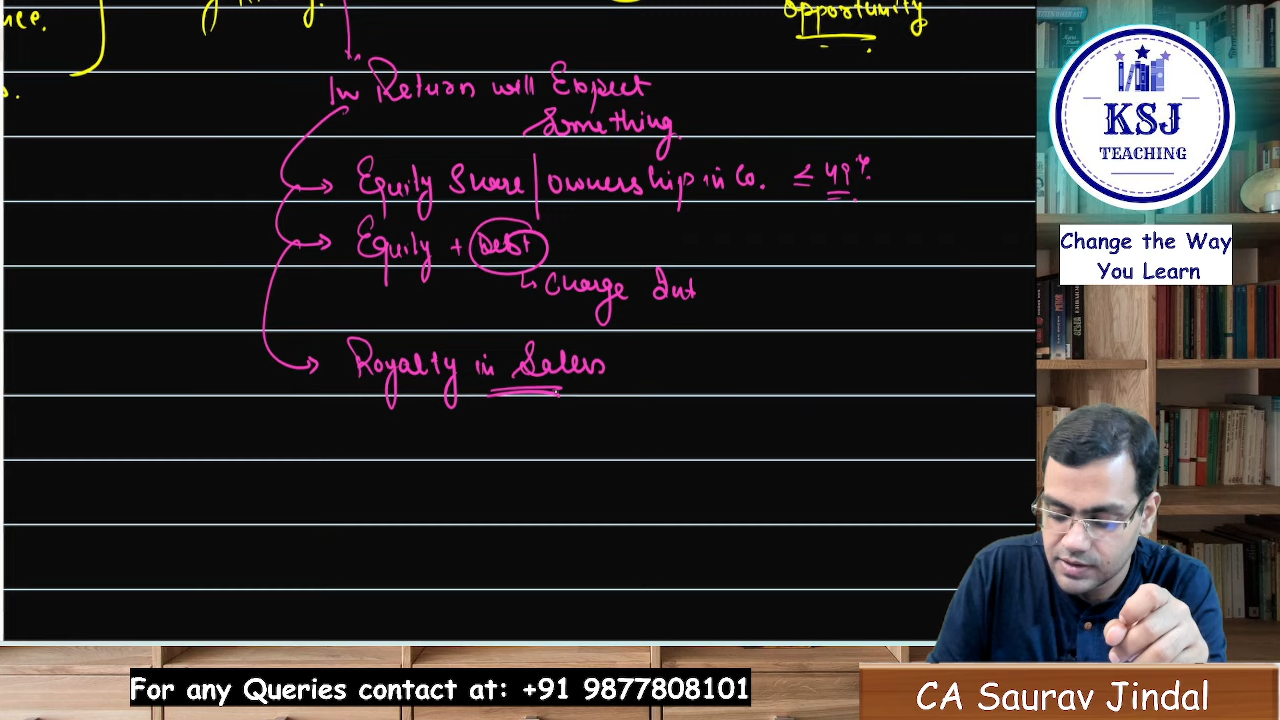 nce.
opportunity
In Return will Expect
Something.
Equity Share | ownership in Co. ≤ 49%.
Equity + Debt
↳ Charge Int
Royalty in Sales
KSJ
TEACHING
Change the Way
You Learn
For any Queries contact at: +91 9877808101
CA Saurav Jindal